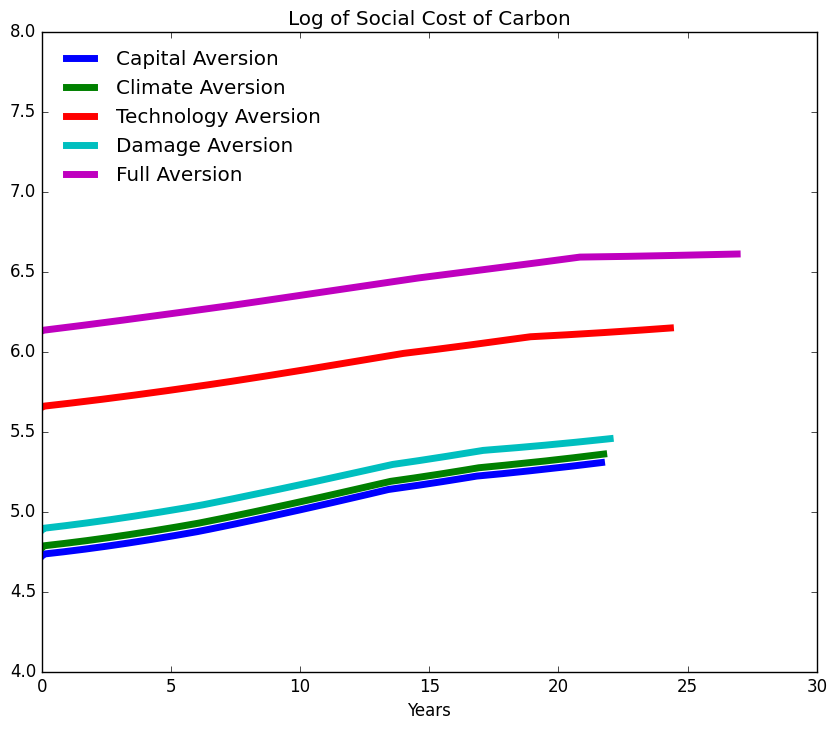 Log of Social Cost of Carbon
8.0
7.5
7.0
6.5
6.0
5.5
5.0
4.5
4.0
Capital Aversion
Climate Aversion
Technology Aversion
Damage Aversion
Full Aversion
0 5 10 15 20 25 30
Years